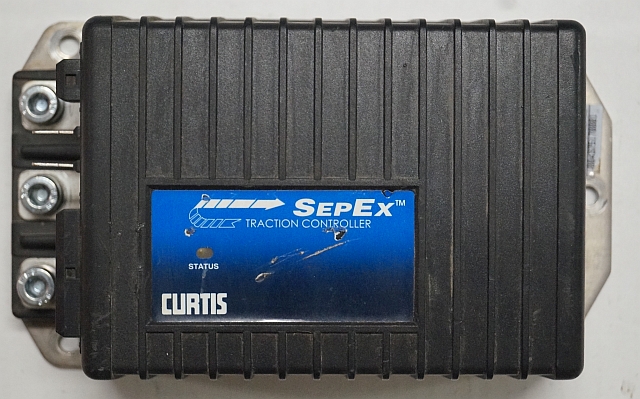 SEPEX™
TRACTION CONTROLLER
STATUS
CURTIS